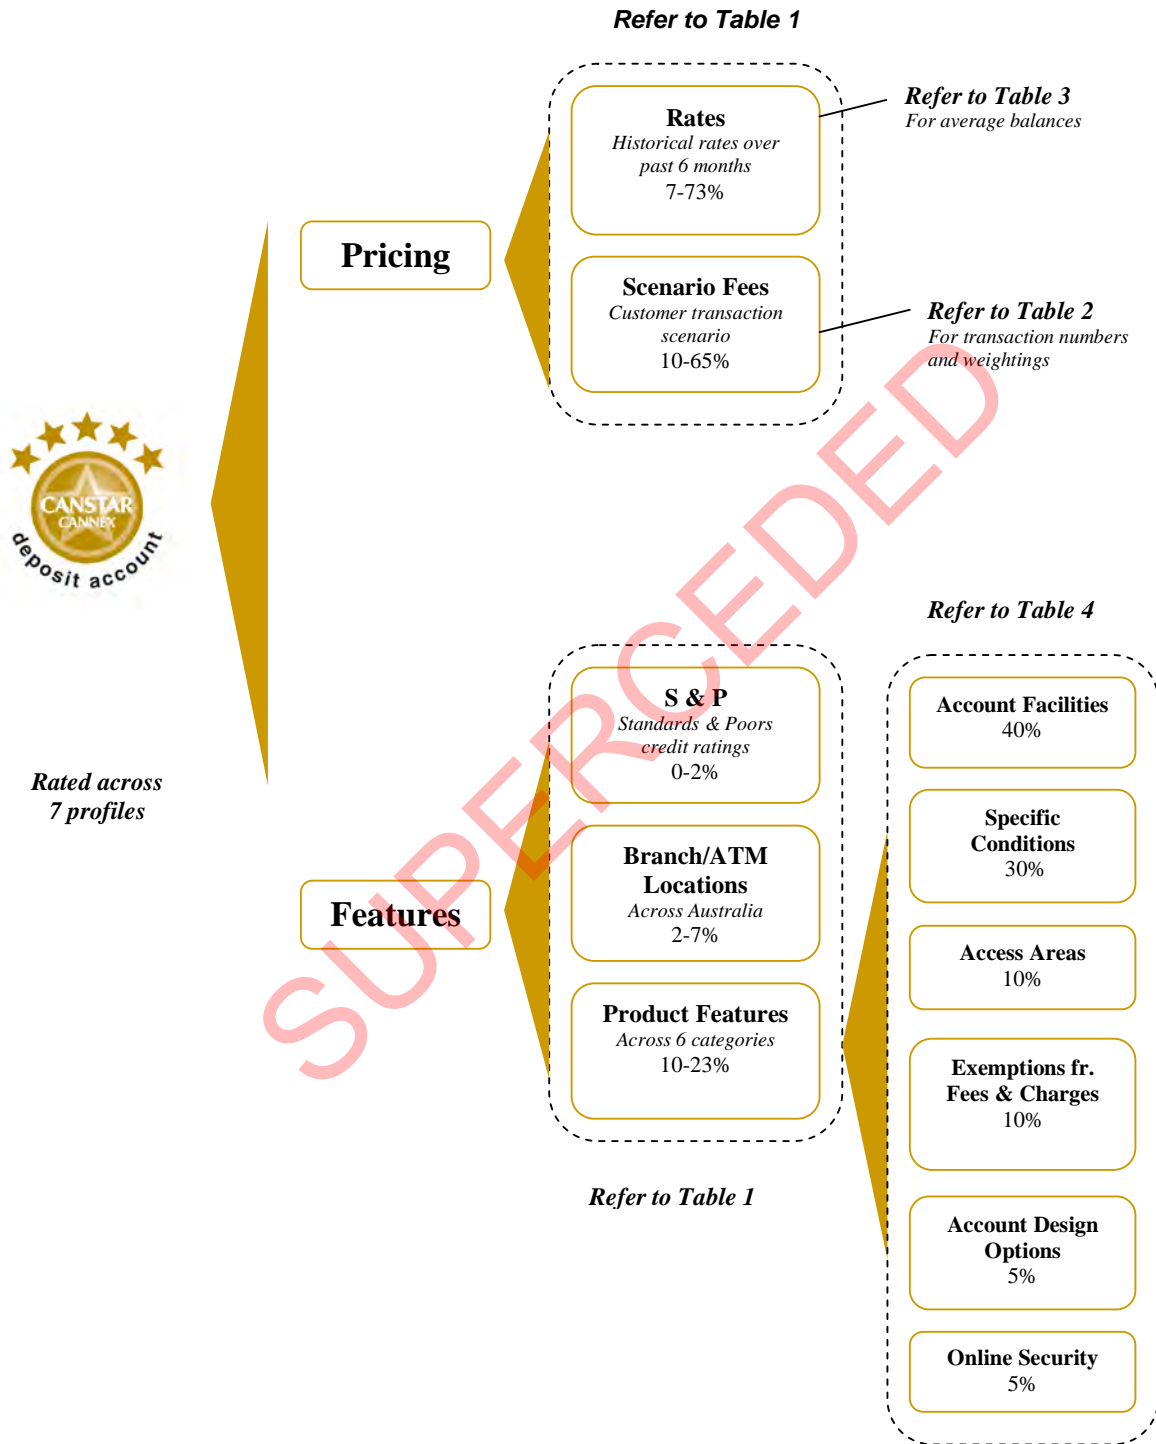 Refer to Table 1
Rates
Historical rates over
past 6 months
7-73%
Refer to Table 3
For average balances
Pricing
Scenario Fees
Customer transaction
scenario
10-65%
Refer to Table 2
For transaction numbers
and weightings
CANSTAR
CANNEX
deposit account
Rated across
7 profiles
SUPERCEDED
Features
S & P
Standards & Poors
credit ratings
0-2%
Branch/ATM
Locations
Across Australia
2-7%
Product Features
Across 6 categories
10-23%
Refer to Table 1
Refer to Table 4
Account Facilities
40%
Specific
Conditions
30%
Access Areas
10%
Exemptions fr.
Fees & Charges
10%
Account Design
Options
5%
Online Security
5%